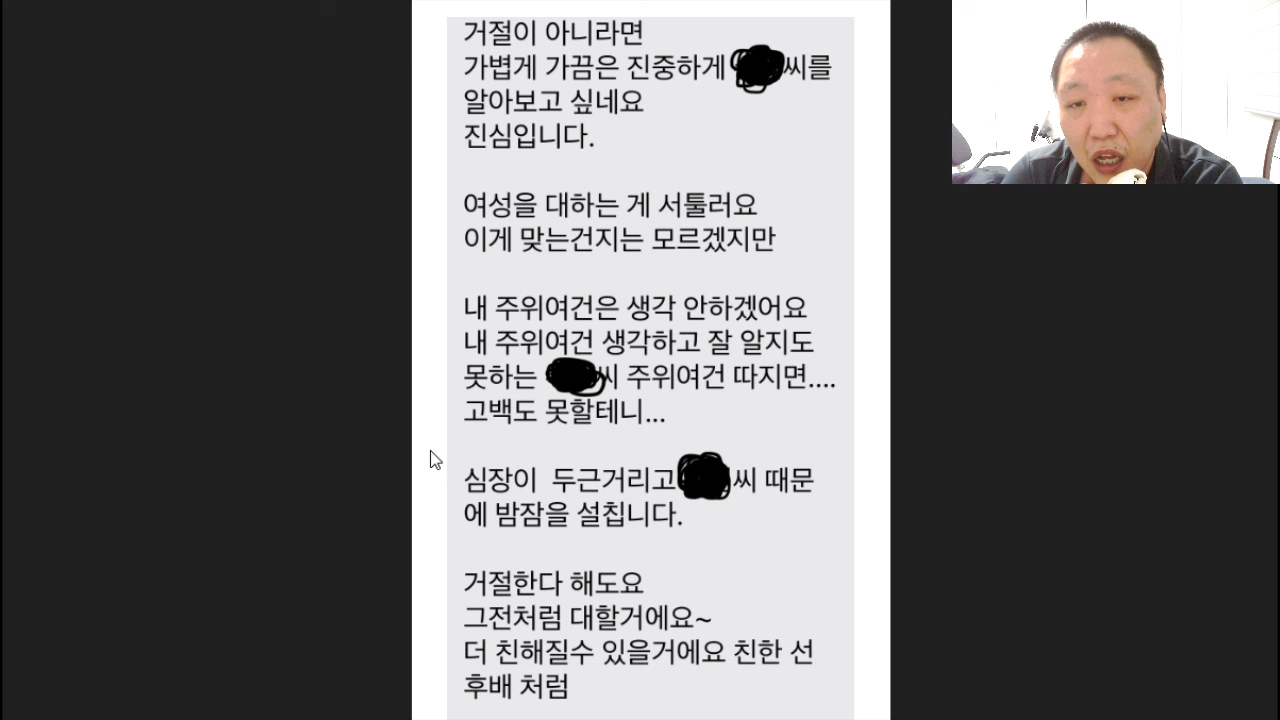 거절이 아니라면
가볍게 가끔은 진중하게 씨를
알아보고 싶네요
진심입니다.
여성을 대하는 게 서툴러요
이게 맞는건지는 모르겠지만
내 주위여건은 생각 안하겠어요
내 주위여건 생각하고 잘 알지도
못하는 씨 주위여건 따지면....
고백도 못할테니...
심장이 두근거리고 씨 때문
에 밤잠을 설칩니다.
거절한다 해도요
그전처럼 대할거에요~
더 친해질수 있을거에요 친한 선
후배 처럼